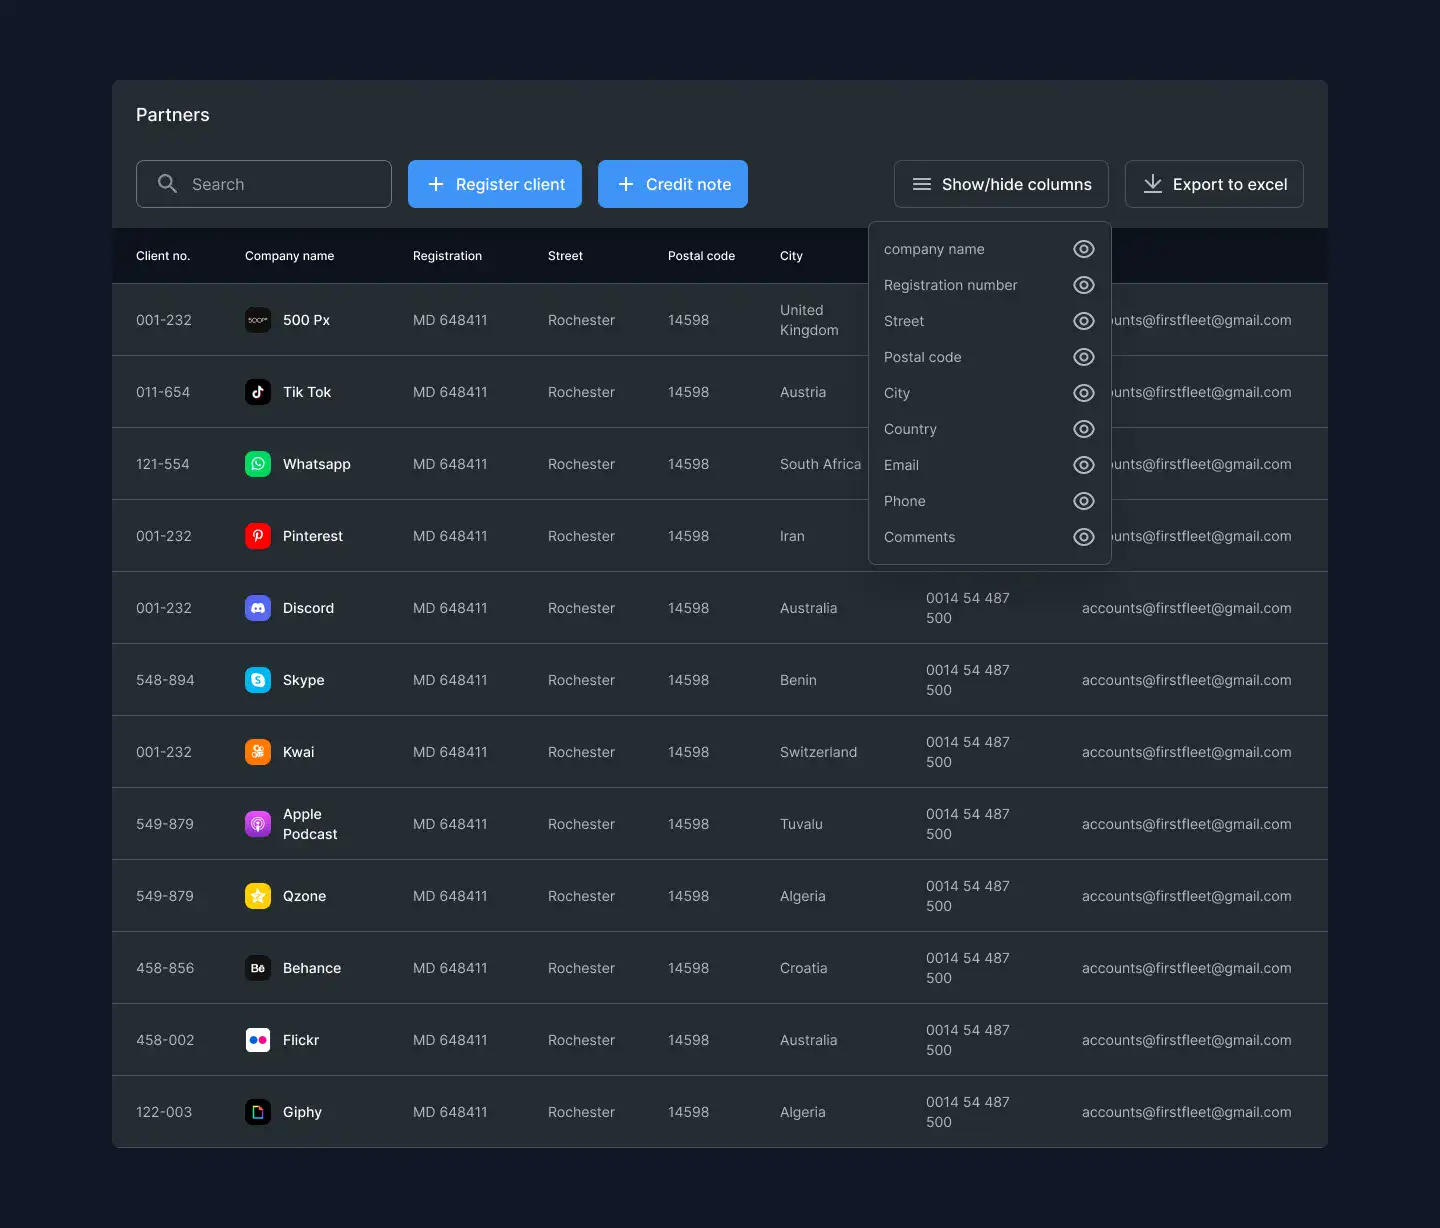 Partners
Search
Register client
Credit note
Show/hide columns
Export to excel
Client no. Company name Registration Street Postal code City
company name
Registration number
Street
Postal code
City
Country
Email
Phone
Comments
001-232 500px 500 Px MD 648411 Rochester 14598 United Kingdom unts@firstfleet@gmail.com
011-654 Tik Tok MD 648411 Rochester 14598 Austria unts@firstfleet@gmail.com
121-554 Whatsapp MD 648411 Rochester 14598 South Africa unts@firstfleet@gmail.com
001-232 Pinterest MD 648411 Rochester 14598 Iran unts@firstfleet@gmail.com
001-232 Discord MD 648411 Rochester 14598 Australia 0014 54 487 500 accounts@firstfleet@gmail.com
548-894 Skype MD 648411 Rochester 14598 Benin 0014 54 487 500 accounts@firstfleet@gmail.com
001-232 Kwai MD 648411 Rochester 14598 Switzerland 0014 54 487 500 accounts@firstfleet@gmail.com
549-879 Apple Podcast MD 648411 Rochester 14598 Tuvalu 0014 54 487 500 accounts@firstfleet@gmail.com
549-879 Qzone MD 648411 Rochester 14598 Algeria 0014 54 487 500 accounts@firstfleet@gmail.com
458-856 Bē Behance MD 648411 Rochester 14598 Croatia 0014 54 487 500 accounts@firstfleet@gmail.com
458-002 Flickr MD 648411 Rochester 14598 Australia 0014 54 487 500 accounts@firstfleet@gmail.com
122-003 Giphy MD 648411 Rochester 14598 Algeria 0014 54 487 500 accounts@firstfleet@gmail.com